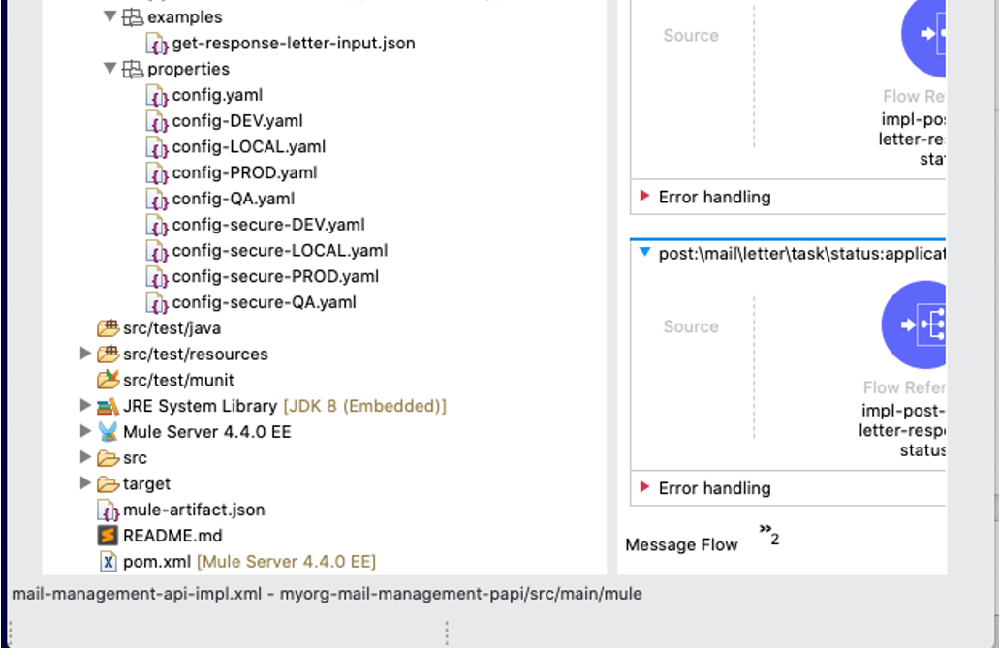 examples
get-response-letter-input.json
properties
config.yaml
config-DEV.yaml
config-LOCAL.yaml
config-PROD.yaml
config-QA.yaml
config-secure-DEV.yaml
config-secure-LOCAL.yaml
config-secure-PROD.yaml
config-secure-QA.yaml
src/test/java
src/test/resources
src/test/munit
JRE System Library [JDK 8 (Embedded)]
Mule Server 4.4.0 EE
src
target
mule-artifact.json
README.md
pom.xml [Mule Server 4.4.0 EE]
Source
Flow Re
impl-pos
letter-re
sta
Error handling
post:\mail\letter\task\status:applicat
Source
Flow Refer
impl-post-
letter-resp
status
Error handling
Message Flow
»2
mail-management-api-impl.xml - myorg-mail-management-papi/src/main/mule